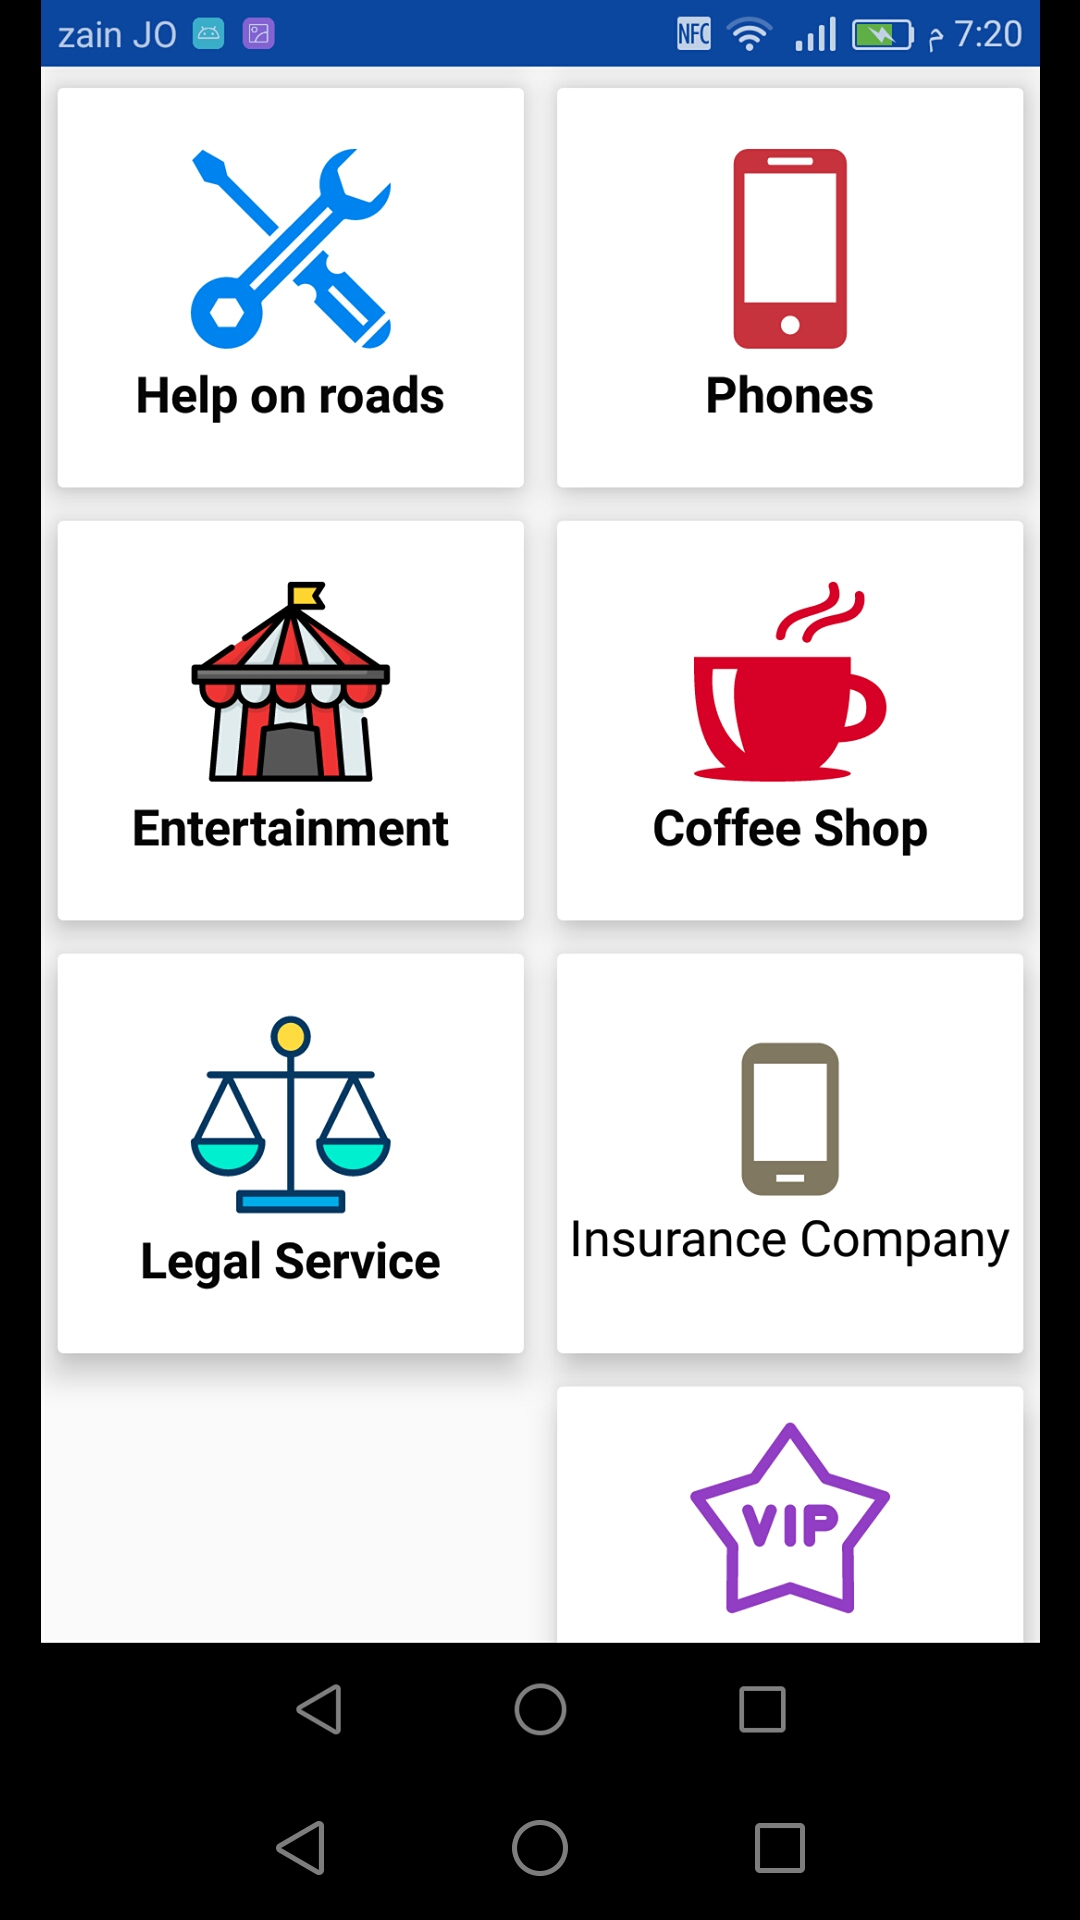 zain JO NFC م 7:20
Help on roads
Phones
Entertainment
Coffee Shop
Legal Service
Insurance Company
VIP